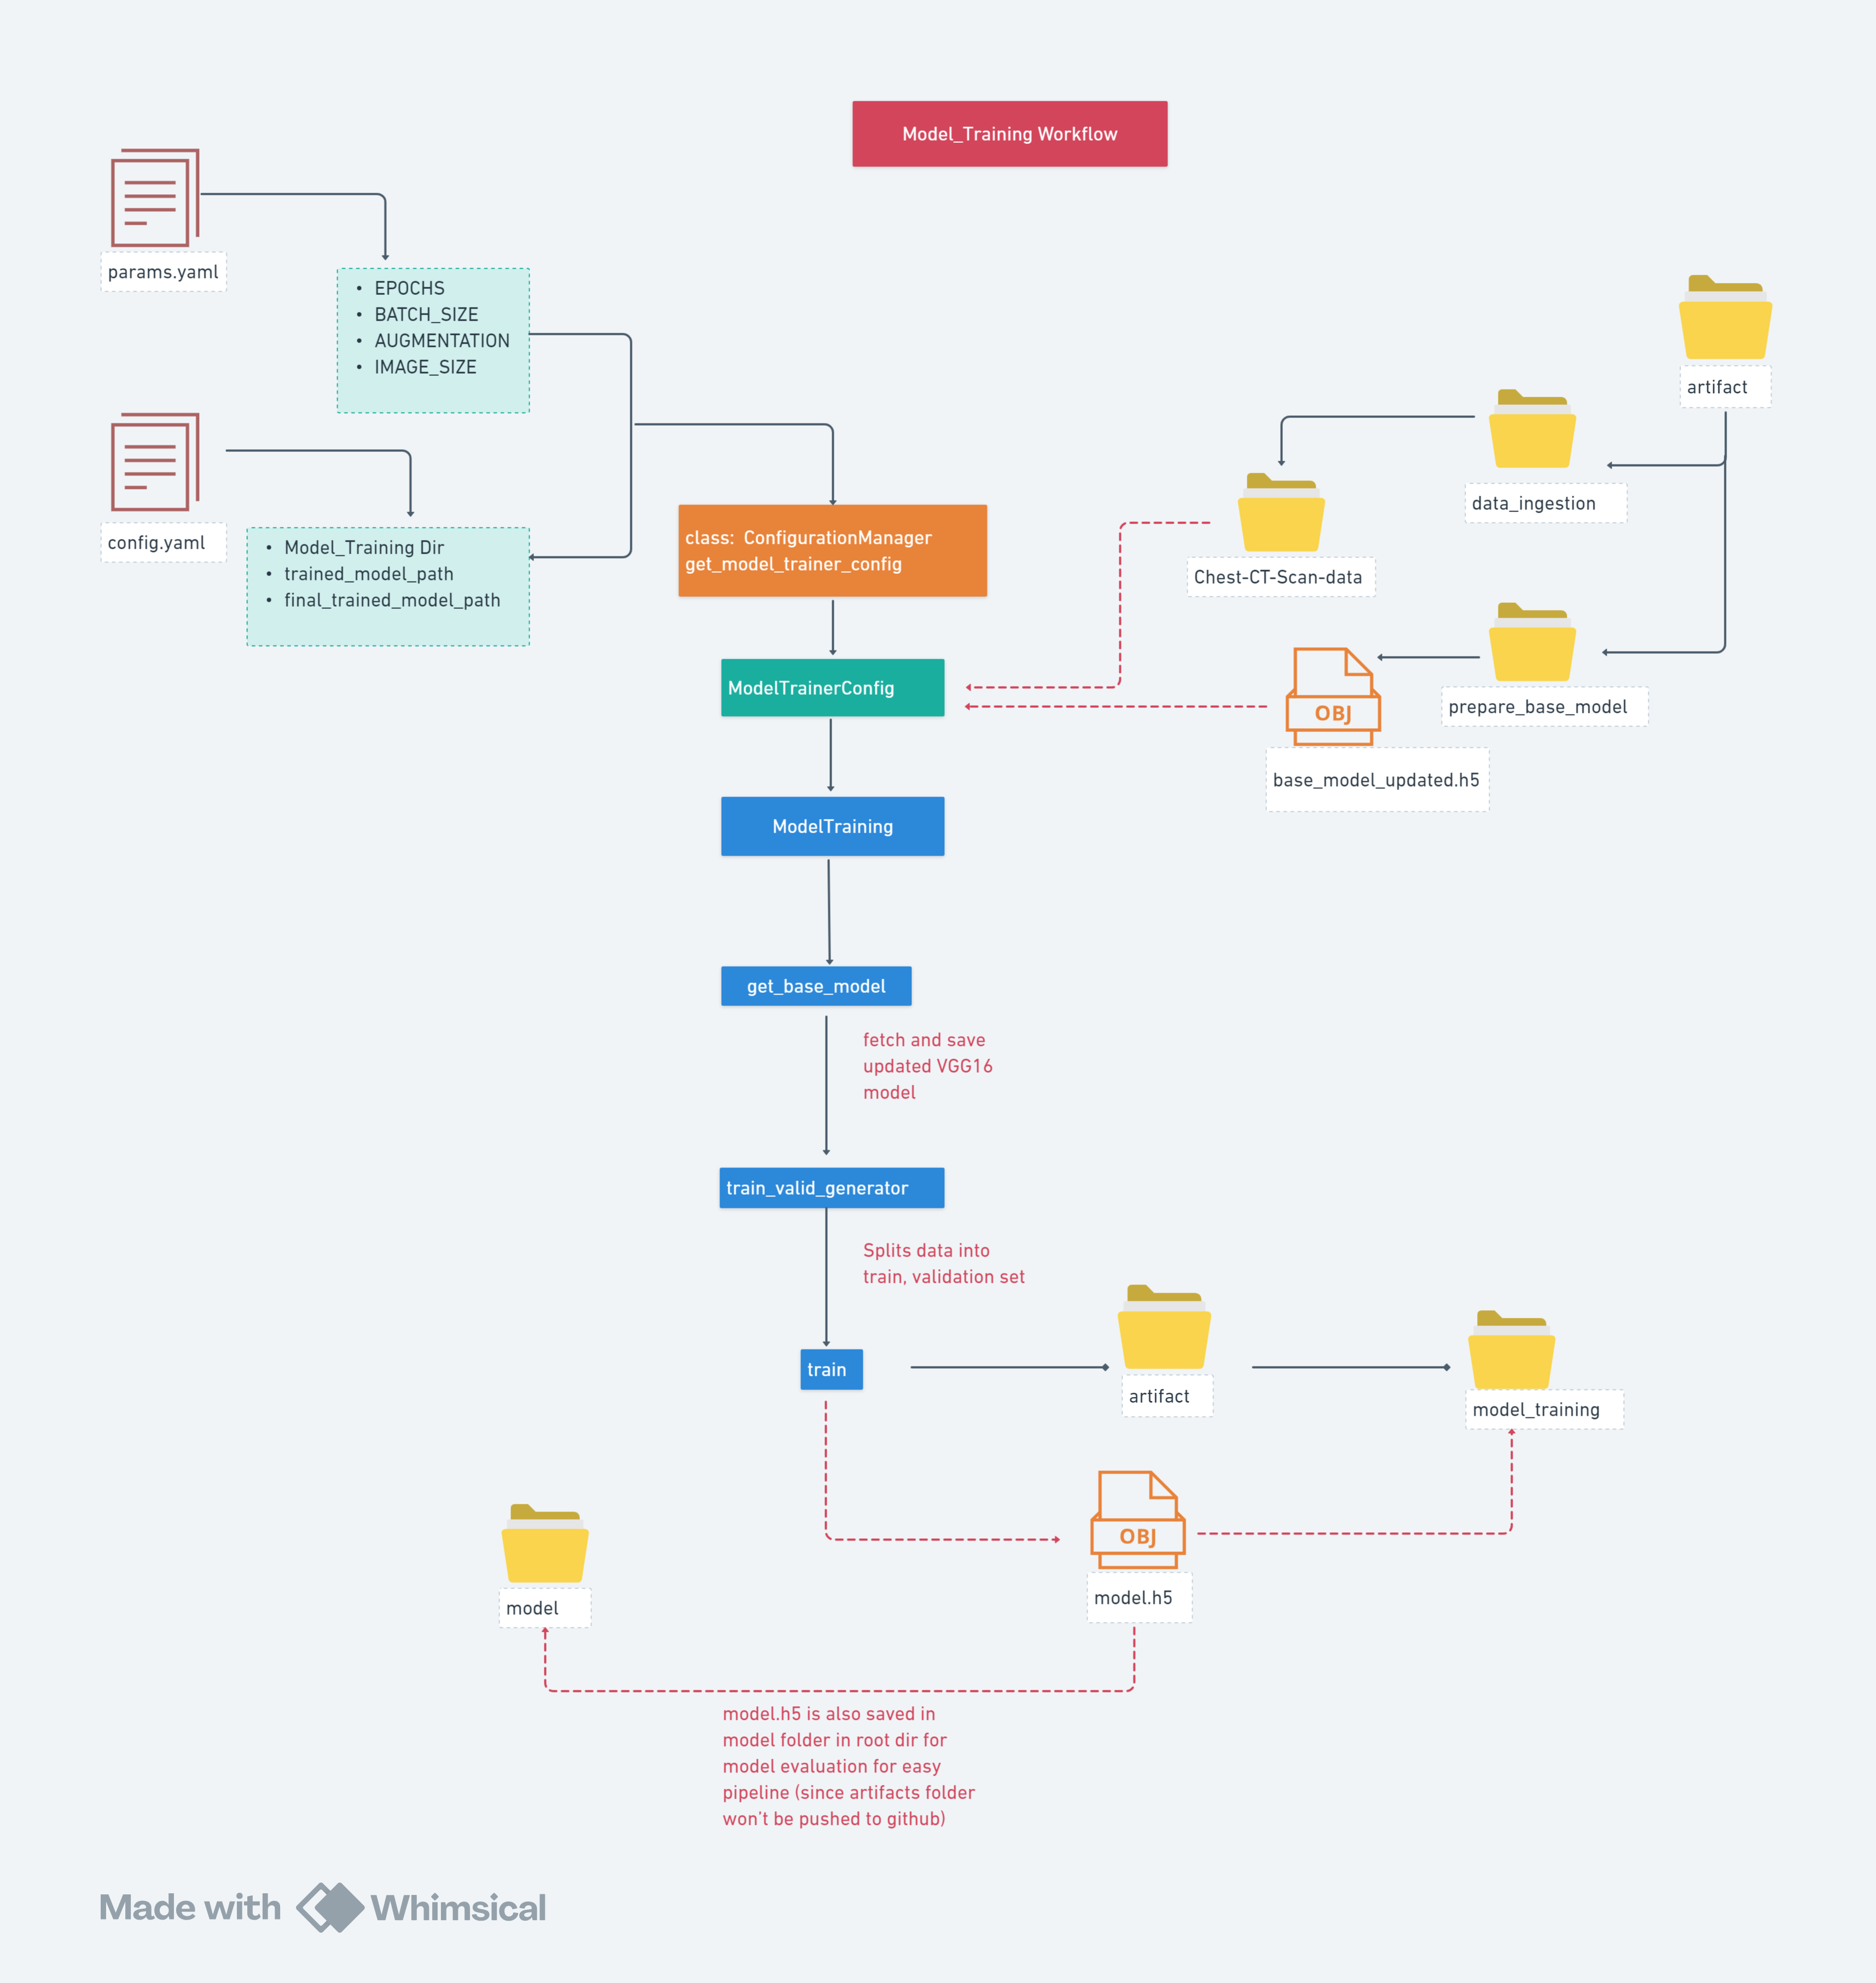 Model_Training Workflow
params.yaml
• EPOCHS
• BATCH_SIZE
• AUGMENTATION
• IMAGE_SIZE
config.yaml
• Model_Training Dir
• trained_model_path
• final_trained_model_path
class: ConfigurationManager
get_model_trainer_config
artifact
data_ingestion
Chest-CT-Scan-data
prepare_base_model
OBJ
base_model_updated.h5
ModelTrainerConfig
ModelTraining
get_base_model
fetch and save
updated VGG16
model
train_valid_generator
Splits data into
train, validation set
train
artifact
model_training
OBJ
model.h5
model
model.h5 is also saved in
model folder in root dir for
model evaluation for easy
pipeline (since artifacts folder
won't be pushed to github)
Made with Whimsical